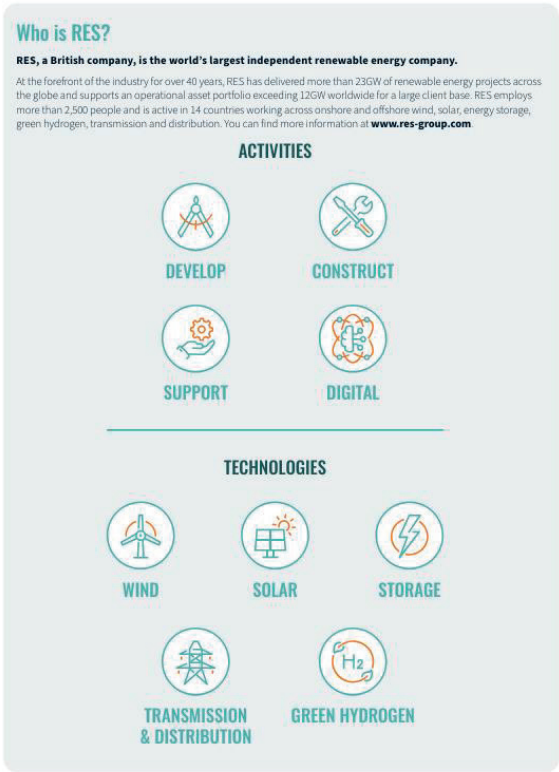 Who is RES?
RES, a British company, is the world's largest independent renewable energy company.
At the forefront of the industry for over 40 years, RES has delivered more than 23GW of renewable energy projects across
the globe and supports an operational asset portfolio exceeding 12GW worldwide for a large client base. RES employs
more than 2,500 people and is active in 14 countries working across onshore and offshore wind, solar, energy storage,
green hydrogen, transmission and distribution. You can find more information at www.res-group.com.
ACTIVITIES
DEVELOP
CONSTRUCT
SUPPORT
DIGITAL
TECHNOLOGIES
WIND
SOLAR
STORAGE
H2
TRANSMISSION
& DISTRIBUTION
GREEN HYDROGEN